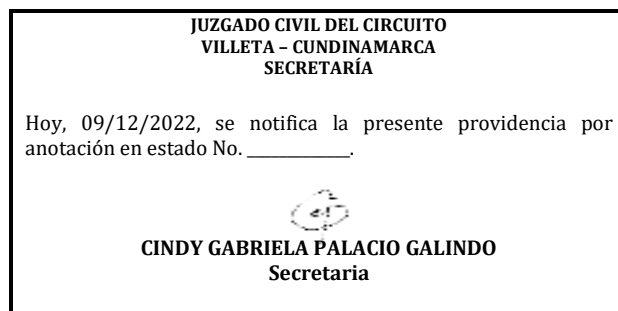 JUZGADO CIVIL DEL CIRCUITO
VILLETA – CUNDINAMARCA
SECRETARÍA
Hoy, 09/12/2022, se notifica la presente providencia por
anotación en estado No. _____________.
CINDY GABRIELA PALACIO GALINDO
Secretaria